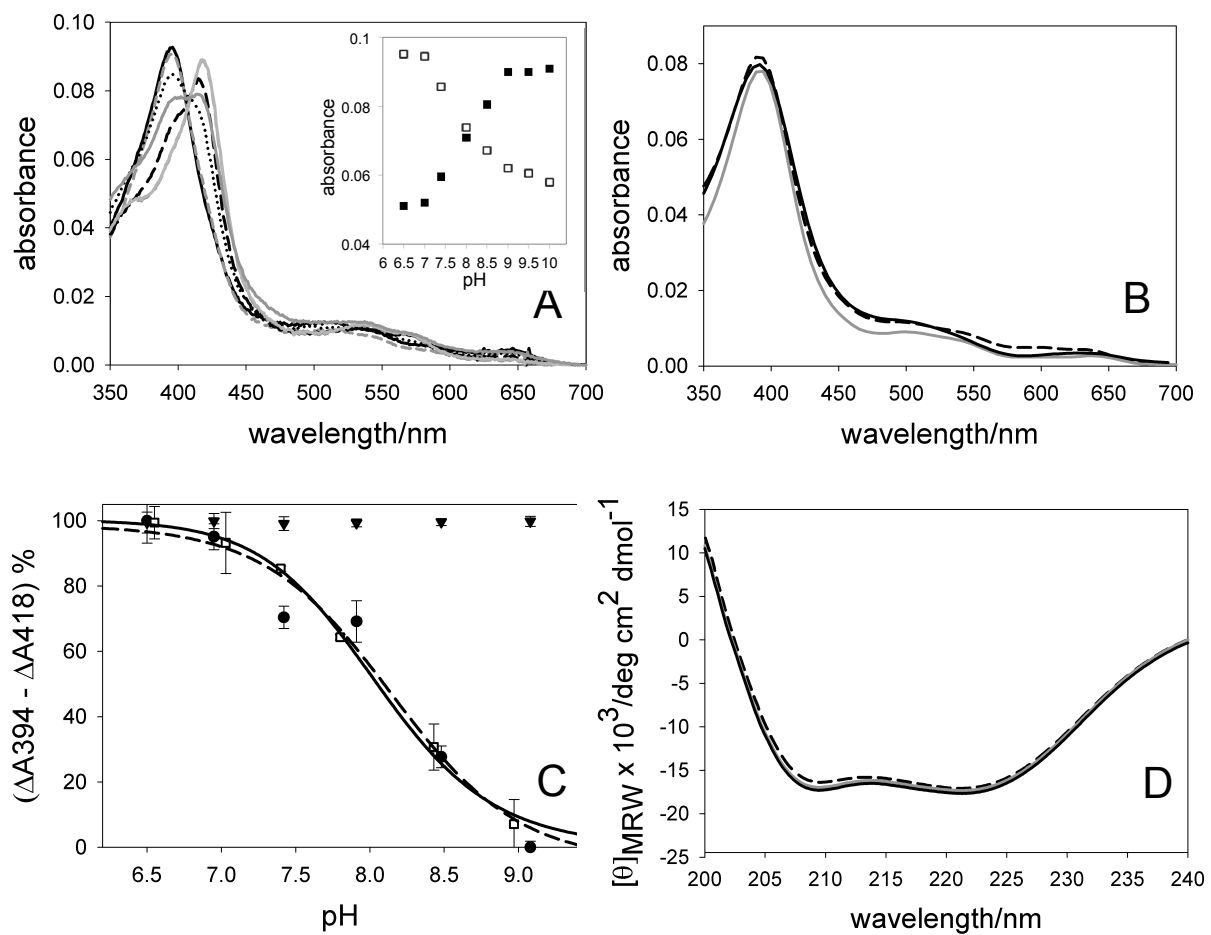 0.10
0.08
0.06
0.04
0.02
0.00
absorbance
350 400 450 500 550 600 650 700
wavelength/nm
A
0.1
0.08
0.06
0.04
absorbance
6 6.5 7 7.5 8 8.5 9 9.5 10
pH
0.08
0.06
0.04
0.02
0.00
absorbance
350 400 450 500 550 600 650 700
wavelength/nm
B
100
80
60
40
20
0
(ΔA394 - ΔA418) %
6.5 7.0 7.5 8.0 8.5 9.0
pH
C
15
10
5
0
-5
-10
-15
-20
-25
[θ]MRW x 10³/deg cm² dmol⁻¹
200 205 210 215 220 225 230 235 240
wavelength/nm
D